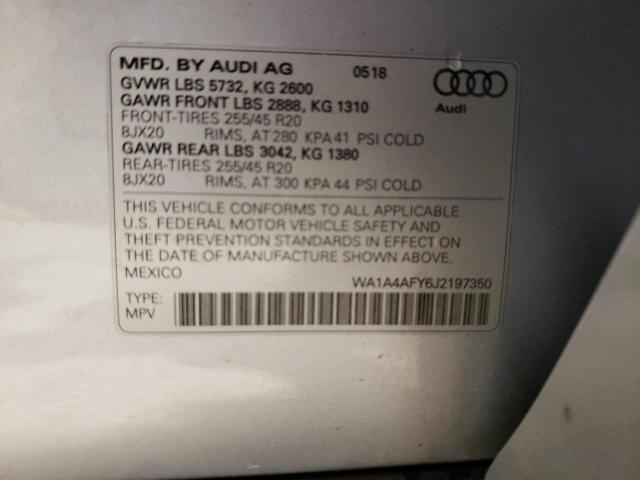 MFD. BY AUDI AG 0518
GVWR LBS 5732, KG 2600
GAWR FRONT LBS 2888, KG 1310
Audi
FRONT-TIRES 255/45 R20
8JX20 RIMS, AT 280 KPA 41 PSI COLD
GAWR REAR LBS 3042, KG 1380
REAR-TIRES 255/45 R20
8JX20 RIMS, AT 300 KPA 44 PSI COLD
THIS VEHICLE CONFORMS TO ALL APPLICABLE
U.S. FEDERAL MOTOR VEHICLE SAFETY AND
THEFT PREVENTION STANDARDS IN EFFECT ON
THE DATE OF MANUFACTURE SHOWN ABOVE.
MEXICO
WA1A4AFY6J2197350
TYPE:
MPV